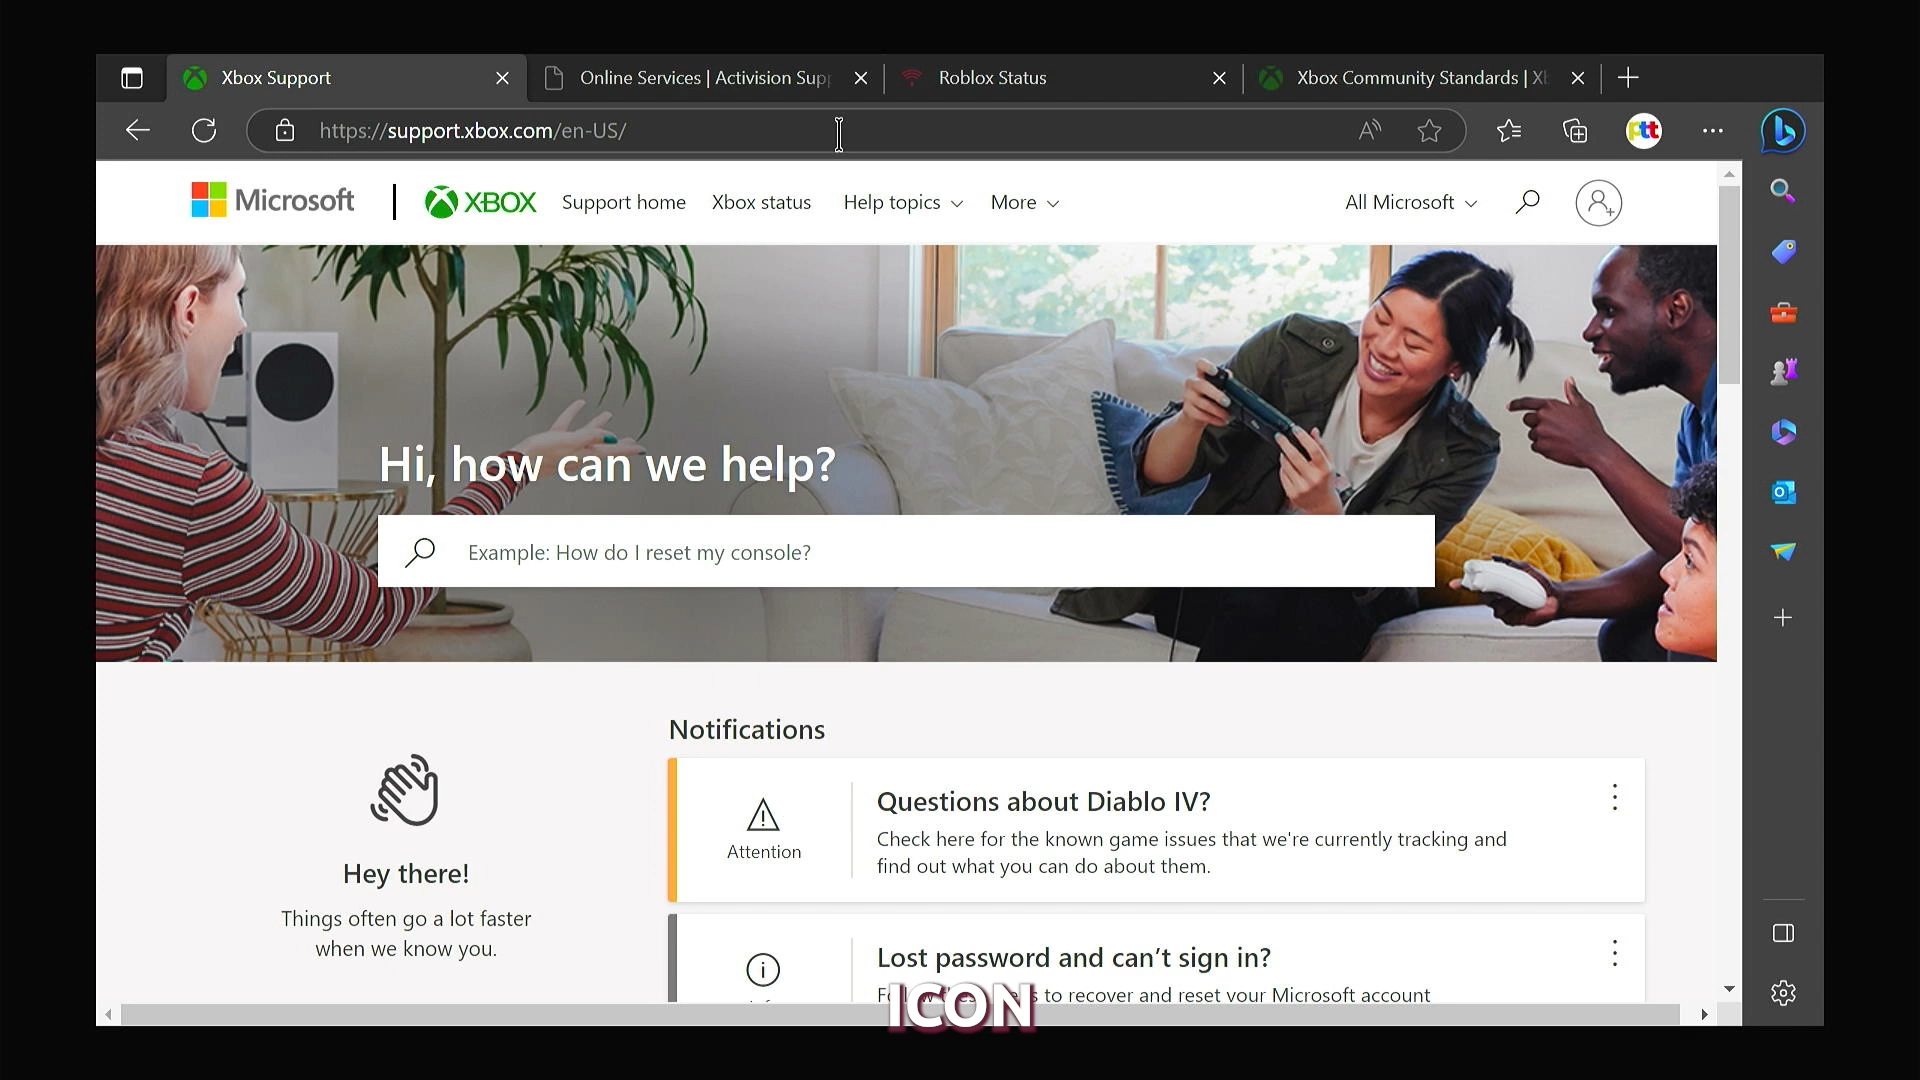 Xbox Support
Online Services | Activision Supp
Roblox Status
Xbox Community Standards | Xb
https://support.xbox.com/en-US/
ptt
Microsoft
XBOX
Support home
Xbox status
Help topics
More
All Microsoft
Hi, how can we help?
Example: How do I reset my console?
Notifications
Attention
Questions about Diablo IV?
Check here for the known game issues that we're currently tracking and
find out what you can do about them.
Hey there!
Things often go a lot faster
when we know you.
Lost password and can’t sign in?
to recover and reset your Microsoft account
ICON